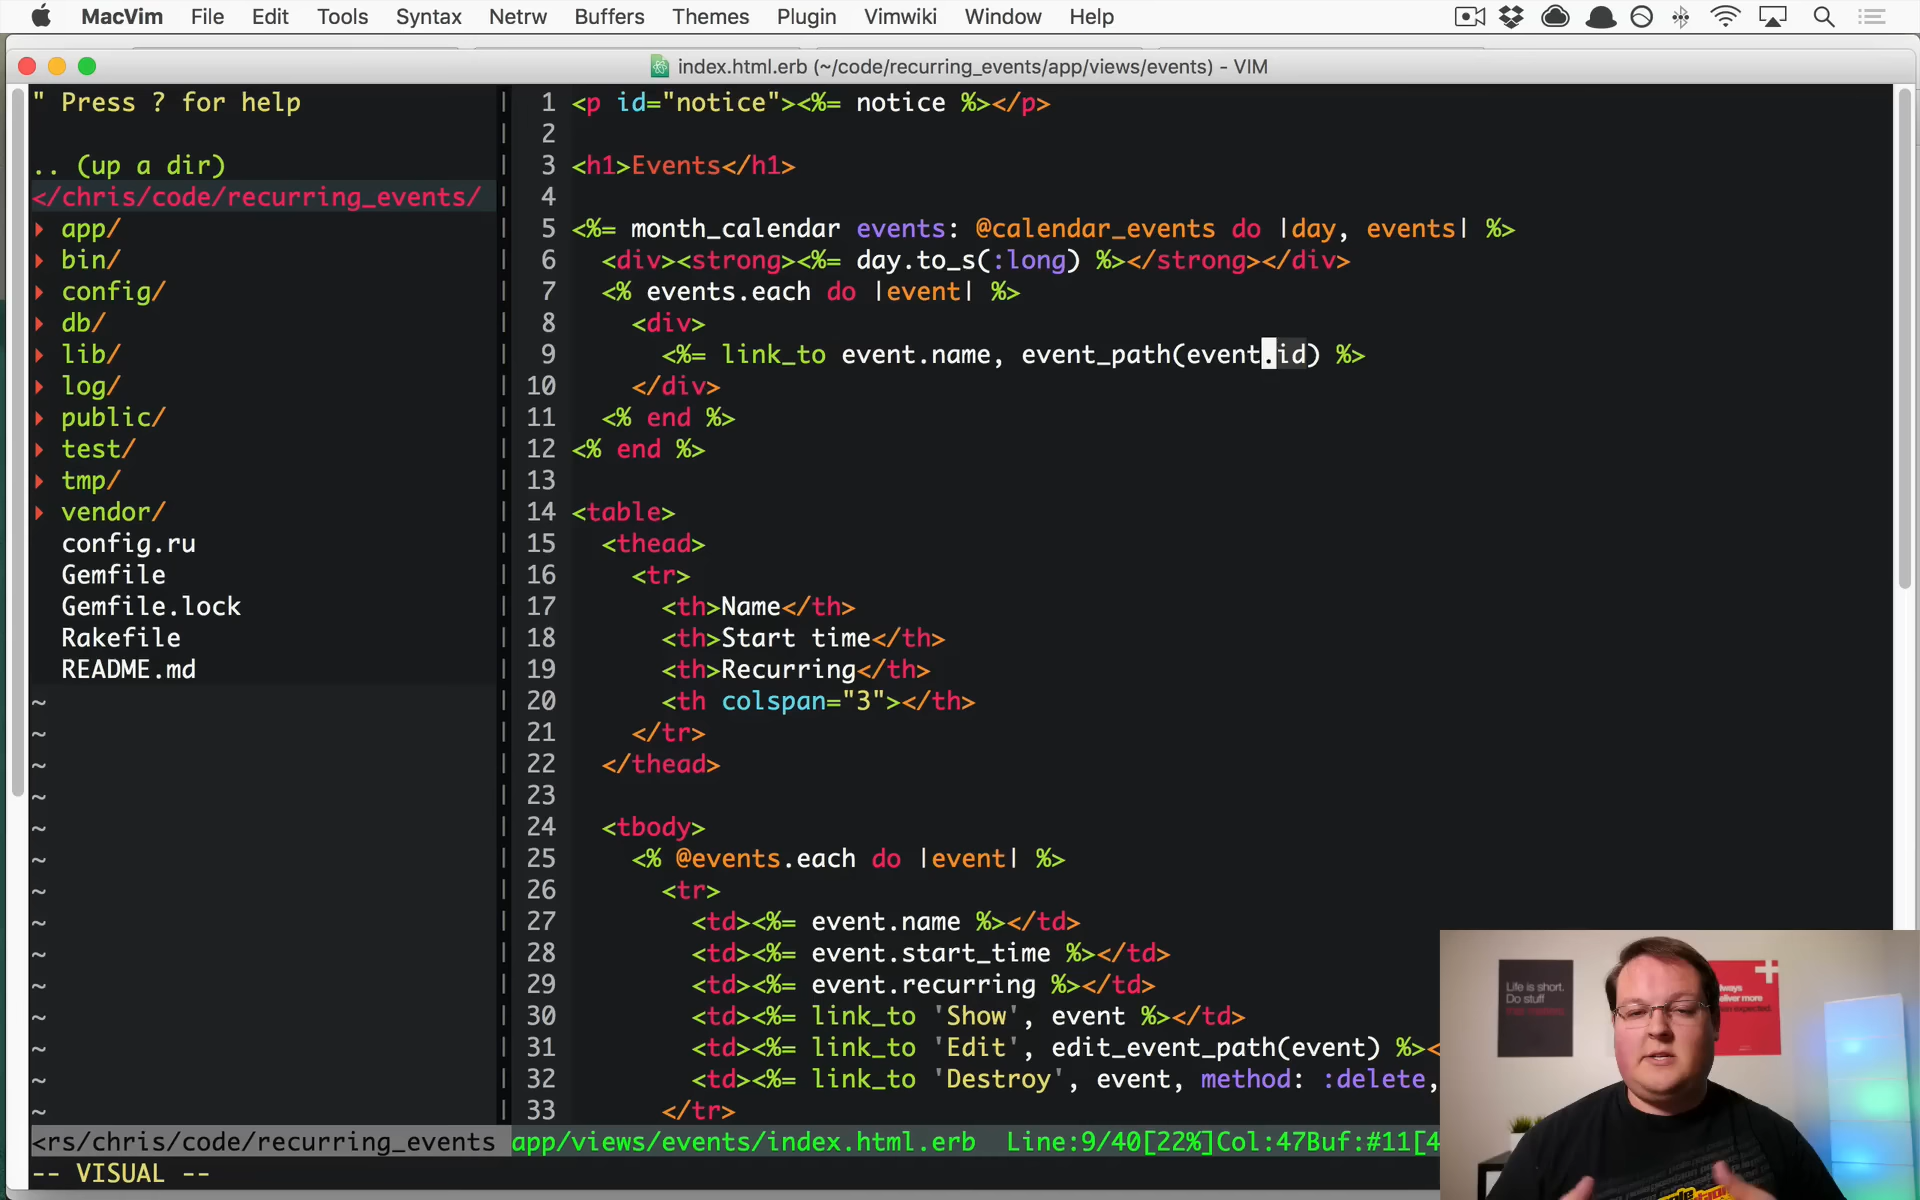 MacVim File Edit Tools Syntax Netrw Buffers Themes Plugin Vimwiki Window Help
index.html.erb (~/code/recurring_events/app/views/events) - VIM
" Press ? for help
.. (up a dir)
</chris/code/recurring_events/
app/
bin/
config/
db/
lib/
log/
public/
test/
tmp/
vendor/
config.ru
Gemfile
Gemfile.lock
Rakefile
README.md
~
~
~
~
~
~
~
~
~
~
~
~
~
~
1 <p id="notice"><%= notice %></p>
2
3 <h1>Events</h1>
4
5 <%= month_calendar events: @calendar_events do |day, events| %>
6 <div><strong><%= day.to_s(:long) %></strong></div>
7 <% events.each do |event| %>
8 <div>
9 <%= link_to event.name, event_path(event.id) %>
10 </div>
11 <% end %>
12 <% end %>
13
14 <table>
15 <thead>
16 <tr>
17 <th>Name</th>
18 <th>Start time</th>
19 <th>Recurring</th>
20 <th colspan="3"></th>
21 </tr>
22 </thead>
23
24 <tbody>
25 <% @events.each do |event| %>
26 <tr>
27 <td><%= event.name %></td>
28 <td><%= event.start_time %></td>
29 <td><%= event.recurring %></td>
30 <td><%= link_to 'Show', event %></td>
31 <td><%= link_to 'Edit', edit_event_path(event) %><
32 <td><%= link_to 'Destroy', event, method: :delete,
33 </tr>
<rs/chris/code/recurring_events app/views/events/index.html.erb Line:9/40[22%]Col:47Buf:#11[4
-- VISUAL --
Life is short.
Do stuff